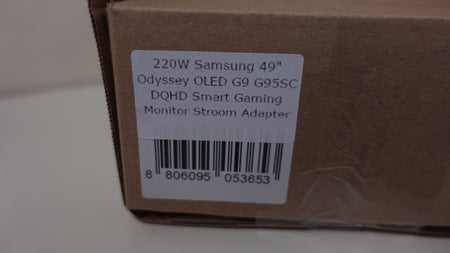 220W Samsung 49"
Odyssey OLED G9 G95SC
DQHD Smart Gaming
Monitor Stroom Adapter
8 806095 053653